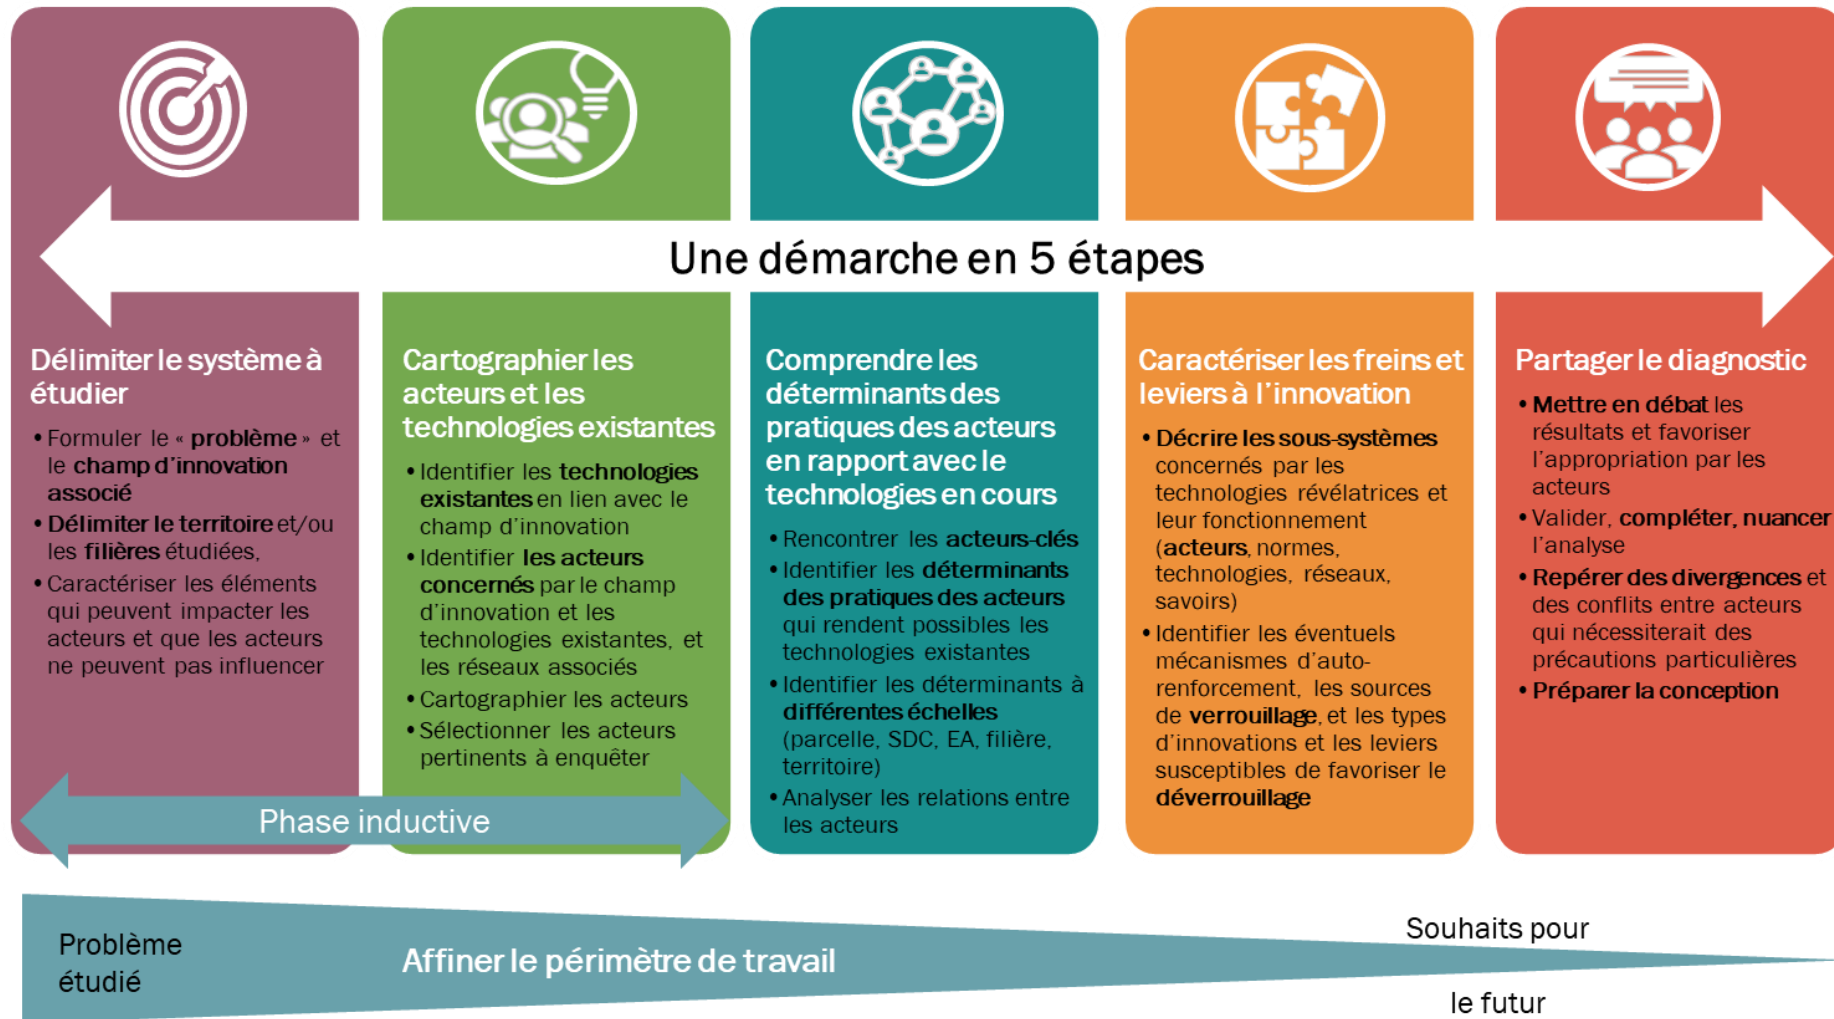 Une démarche en 5 étapes
Délimiter le système à
étudier
• Formuler le « problème » et
le champ d'innovation
associé
• Délimiter le territoire et/ou
les filières étudiées,
• Caractériser les éléments
qui peuvent impacter les
acteurs et que les acteurs
ne peuvent pas influencer
Cartographier les
acteurs et les
technologies existantes
• Identifier les technologies
existantes en lien avec le
champ d'innovation
• Identifier les acteurs
concernés par le champ
d'innovation et les
technologies existantes, et
les réseaux associés
• Cartographier les acteurs
• Sélectionner les acteurs
pertinents à enquêter
Comprendre les
déterminants des
pratiques des acteurs
en rapport avec le
technologies en cours
• Rencontrer les acteurs-clés
• Identifier les déterminants
des pratiques des acteurs
qui rendent possibles les
technologies existantes
• Identifier les déterminants à
différentes échelles
(parcelle, SDC, EA, filière,
territoire)
• Analyser les relations entre
les acteurs
Caractériser les freins et
leviers à l'innovation
• Décrire les sous-systèmes
concernés par les
technologies révélatrices et
leur fonctionnement
(acteurs, normes,
technologies, réseaux,
savoirs)
• Identifier les éventuels
mécanismes d'auto-
renforcement, les sources
de verrouillage, et les types
d'innovations et les leviers
susceptibles de favoriser le
déverrouillage
Partager le diagnostic
• Mettre en débat les
résultats et favoriser
l'appropriation par les
acteurs
• Valider, compléter, nuancer
l'analyse
• Repérer des divergences et
des conflits entre acteurs
qui nécessiterait des
précautions particulières
• Préparer la conception
Phase inductive
Problème
étudié
Affiner le périmètre de travail
Souhaits pour
le futur